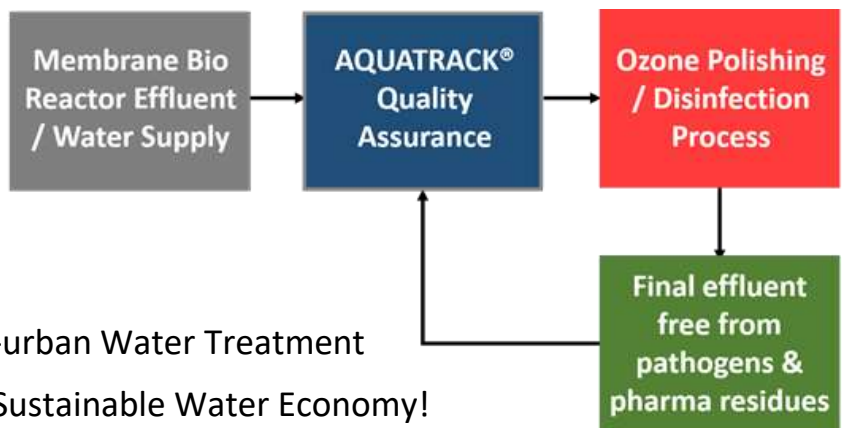 Membrane Bio
Reactor Effluent
/ Water Supply
AQUATRACK®
Quality
Assurance
Ozone Polishing
/ Disinfection
Process
Final effluent
free from
pathogens &
pharma residues
-urban Water Treatment
Sustainable Water Economy!